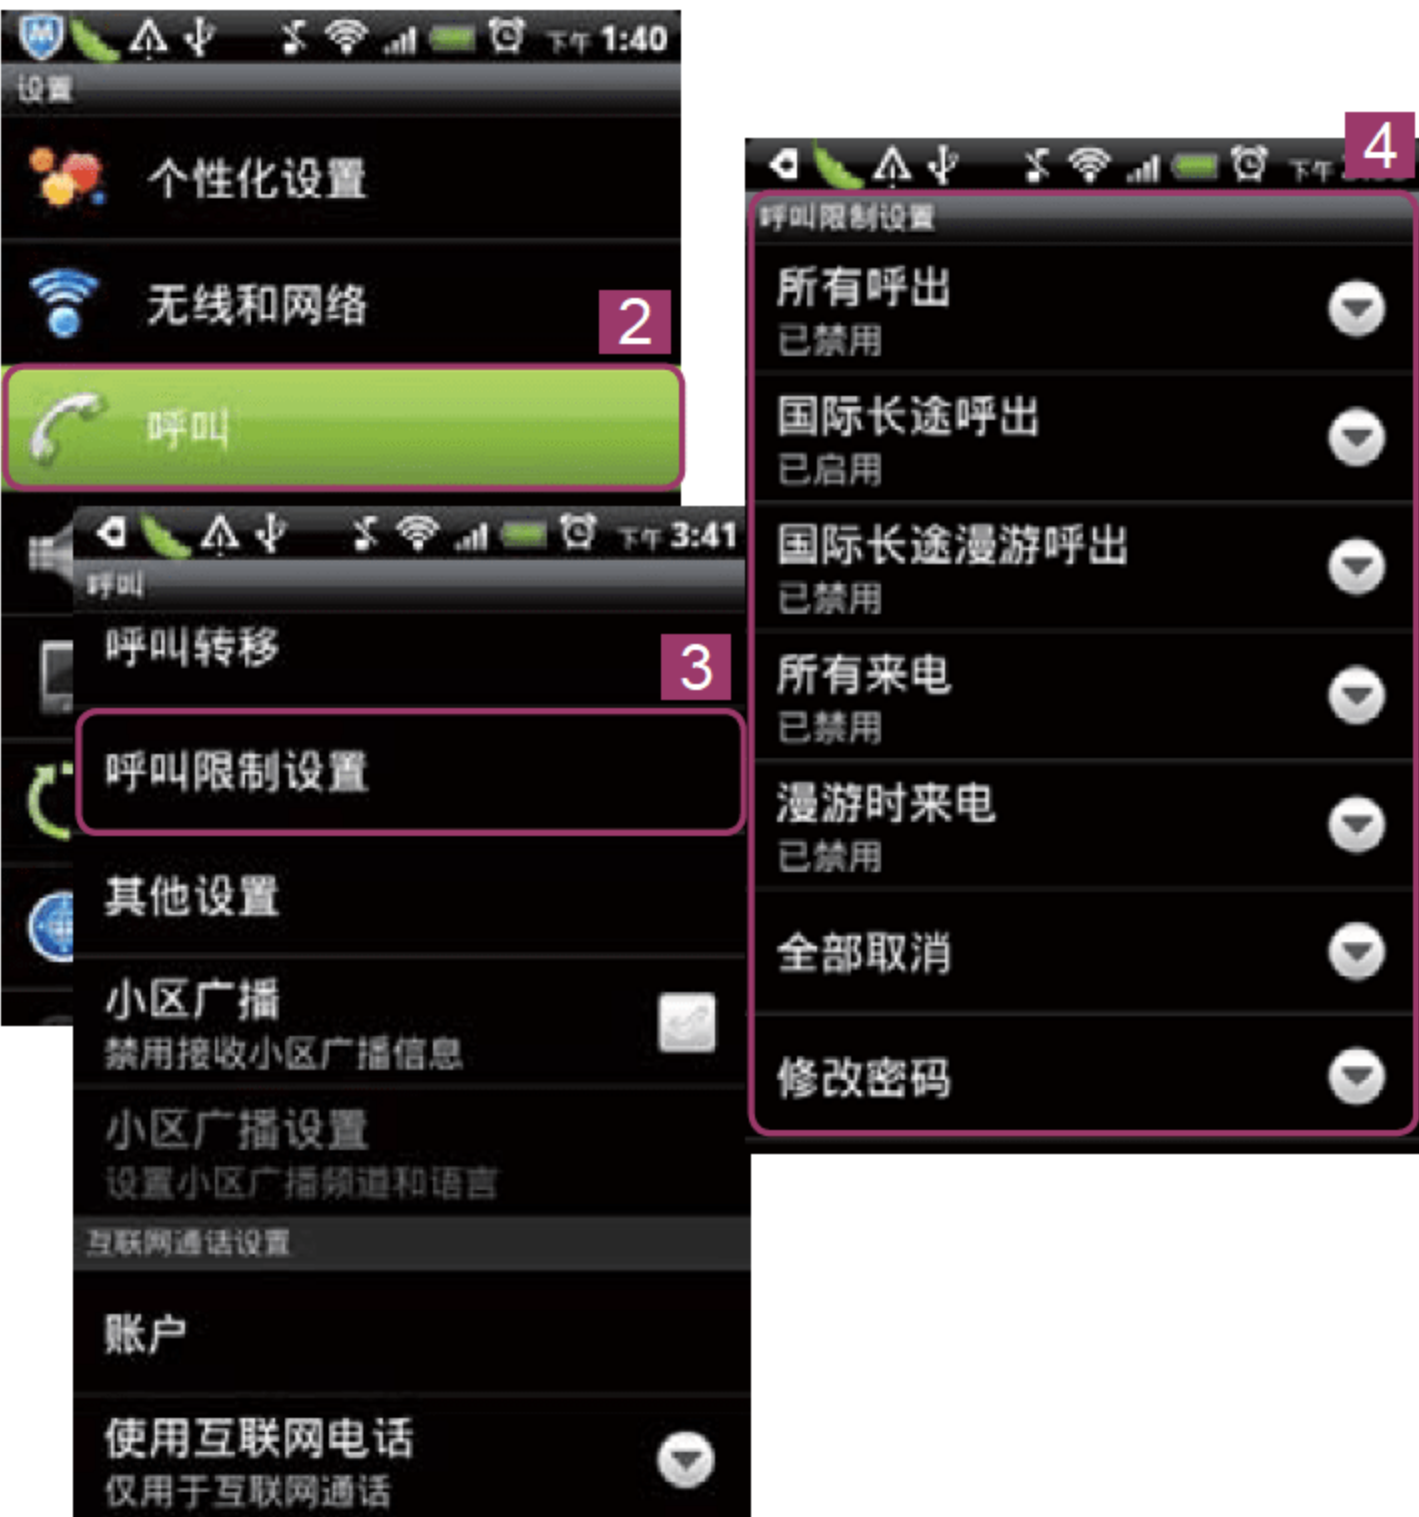 下午 1:40
设置
个性化设置
无线和网络
2
呼叫
下午 3:41
呼叫
呼叫转移
3
呼叫限制设置
其他设置
小区广播
禁用接收小区广播信息
小区广播设置
设置小区广播频道和语言
互联网通话设置
账户
使用互联网电话
仅用于互联网通话
下午
4
呼叫限制设置
所有呼出
已禁用
国际长途呼出
已启用
国际长途漫游呼出
已禁用
所有来电
已禁用
漫游时来电
已禁用
全部取消
修改密码